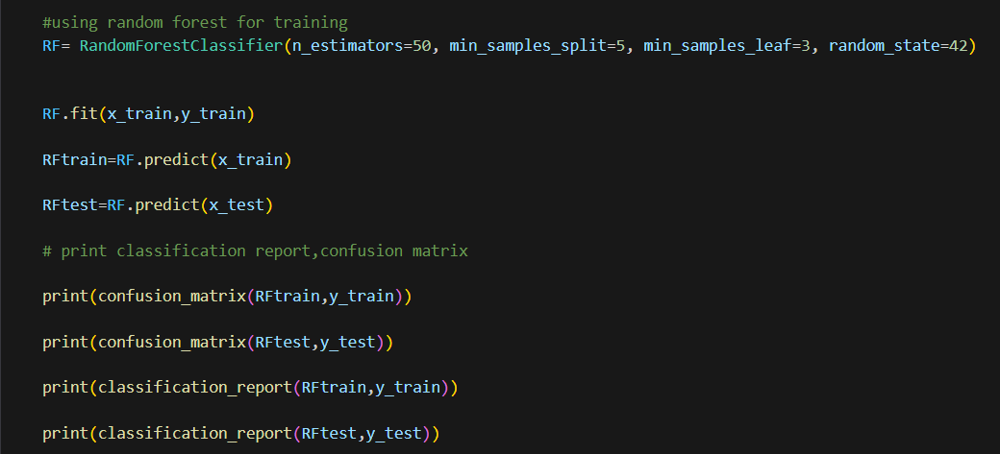 #using random forest for training
RF= RandomForestClassifier(n_estimators=50, min_samples_split=5, min_samples_leaf=3, random_state=42)
RF.fit(x_train,y_train)
RFtrain=RF.predict(x_train)
RFtest=RF.predict(x_test)
# print classification report,confusion matrix
print(confusion_matrix(RFtrain,y_train))
print(confusion_matrix(RFtest,y_test))
print(classification_report(RFtrain,y_train))
print(classification_report(RFtest,y_test))